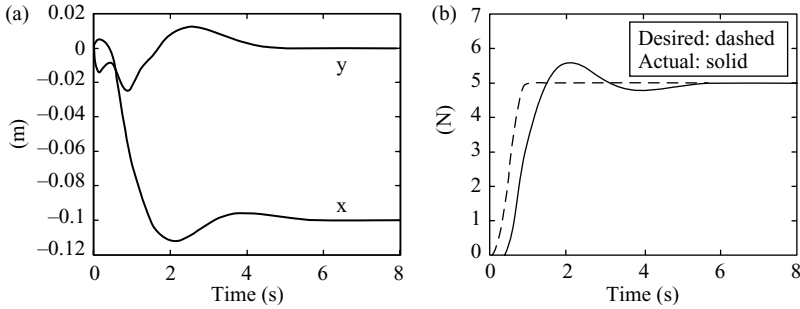 (a)
0.02
0
–0.02
–0.04
–0.06
–0.08
–0.1
–0.12
(m)
y
x
0 2 4 6 8
Time (s)
(b)
7
6
5
4
3
2
1
0
(N)
Desired: dashed
Actual: solid
0 2 4 6 8
Time (s)